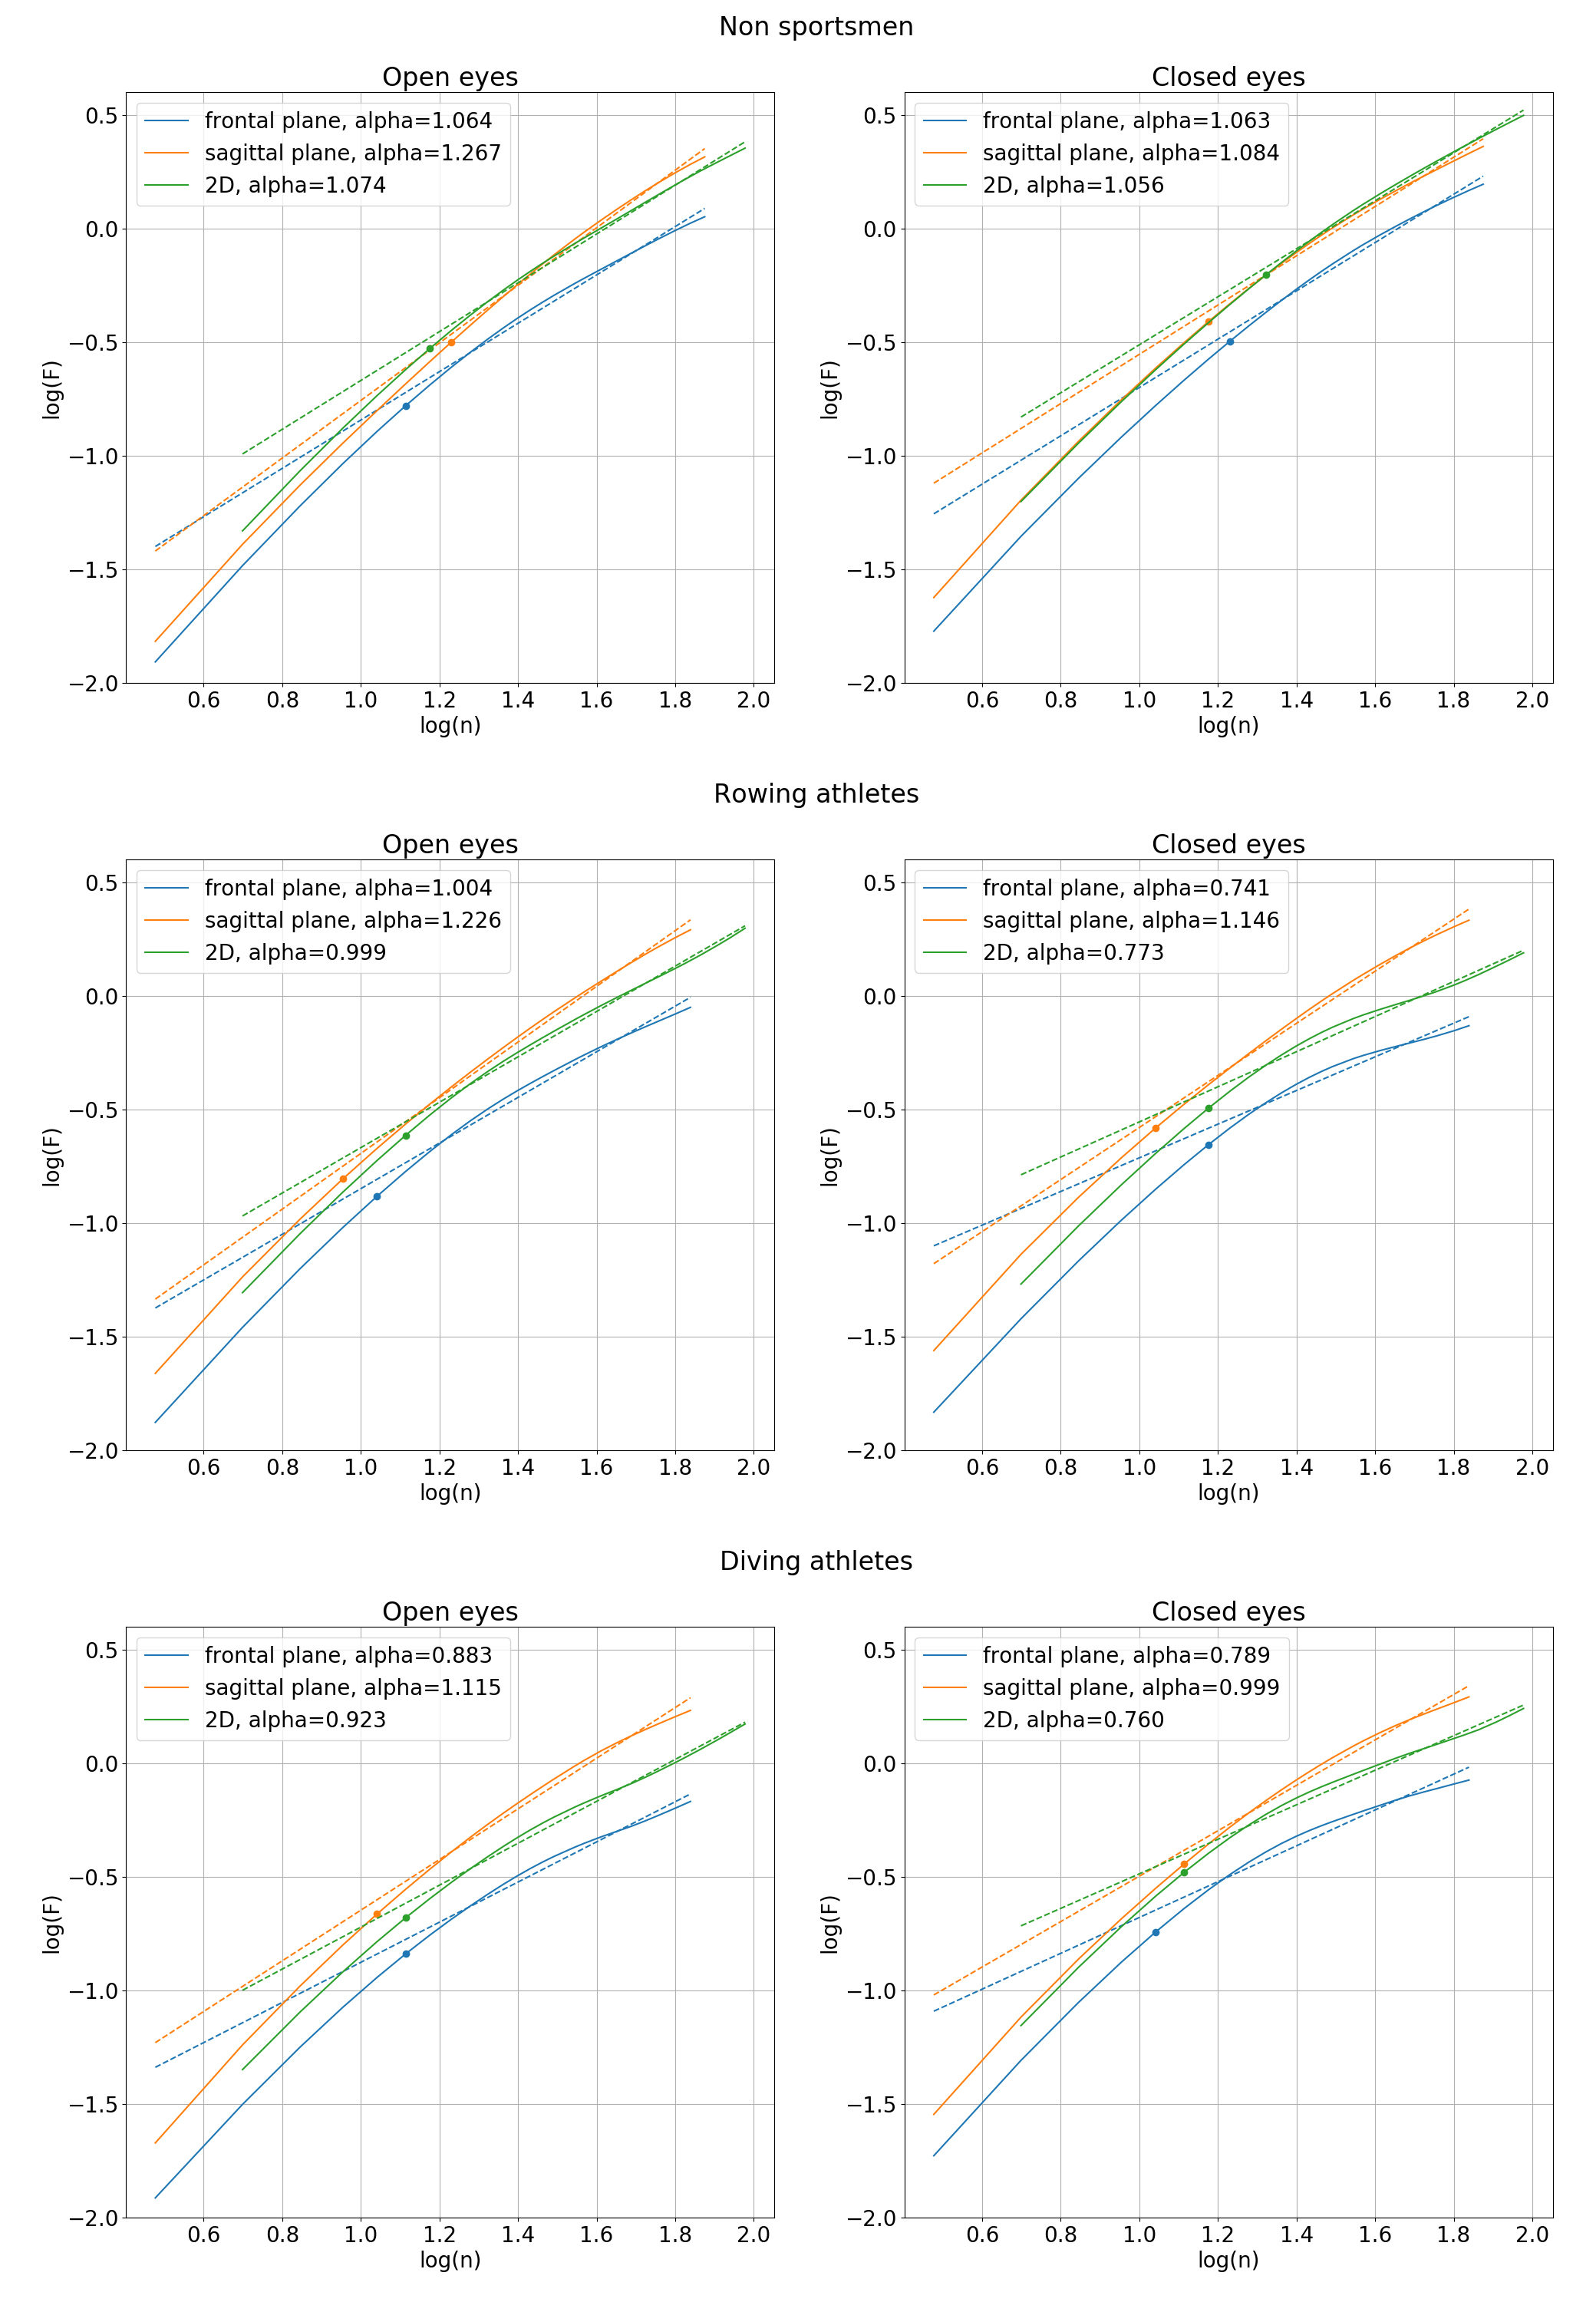 Non sportsmen
Open eyes
frontal plane, alpha=1.064
sagittal plane, alpha=1.267
2D, alpha=1.074
0.5
0.0
−0.5
−1.0
−1.5
−2.0
log(F)
0.6 0.8 1.0 1.2 1.4 1.6 1.8 2.0
log(n)
Closed eyes
frontal plane, alpha=1.063
sagittal plane, alpha=1.084
2D, alpha=1.056
0.5
0.0
−0.5
−1.0
−1.5
−2.0
log(F)
0.6 0.8 1.0 1.2 1.4 1.6 1.8 2.0
log(n)
Rowing athletes
Open eyes
frontal plane, alpha=1.004
sagittal plane, alpha=1.226
2D, alpha=0.999
0.5
0.0
−0.5
−1.0
−1.5
−2.0
log(F)
0.6 0.8 1.0 1.2 1.4 1.6 1.8 2.0
log(n)
Closed eyes
frontal plane, alpha=0.741
sagittal plane, alpha=1.146
2D, alpha=0.773
0.5
0.0
−0.5
−1.0
−1.5
−2.0
log(F)
0.6 0.8 1.0 1.2 1.4 1.6 1.8 2.0
log(n)
Diving athletes
Open eyes
frontal plane, alpha=0.883
sagittal plane, alpha=1.115
2D, alpha=0.923
0.5
0.0
−0.5
−1.0
−1.5
−2.0
log(F)
0.6 0.8 1.0 1.2 1.4 1.6 1.8 2.0
log(n)
Closed eyes
frontal plane, alpha=0.789
sagittal plane, alpha=0.999
2D, alpha=0.760
0.5
0.0
−0.5
−1.0
−1.5
−2.0
log(F)
0.6 0.8 1.0 1.2 1.4 1.6 1.8 2.0
log(n)